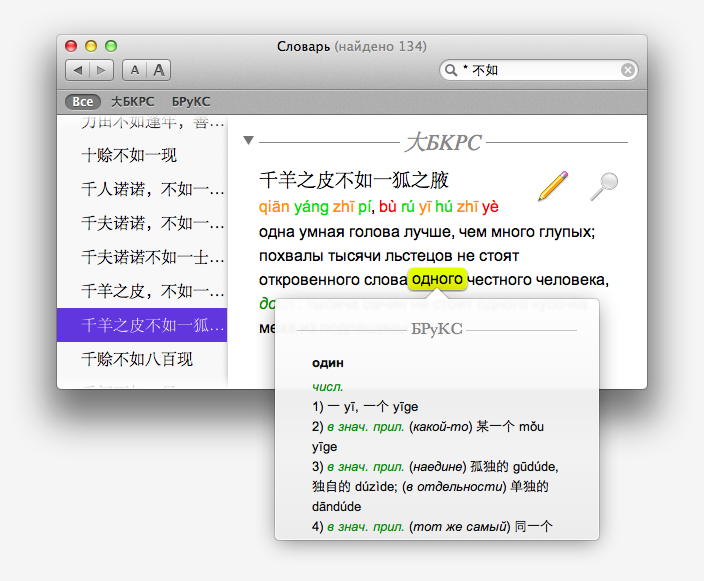 Словарь (найдено 134)
A A
* 不如
Все 大БКРС БРуКС
力田不如逢年，善…
十赊不如一现
千人诺诺，不如一…
千夫诺诺，不如一…
千夫诺诺不如一士…
千羊之皮，不如一…
千羊之皮不如一狐…
千赊不如八百现
大БКРС
千羊之皮不如一狐之腋
qiān yáng zhī pí, bù rú yī hú zhī yè
одна умная голова лучше, чем много глупых;
похвалы тысячи льстецов не стоят
откровенного слова одного честного человека,
БРуКС
один
числ.
1) 一 yī, 一个 yīge
2) в знач. прил. (какой-то) 某一个 mǒu
yīge
3) в знач. прил. (наедине) 孤独的 gūdúde,
独自的 dúzìde; (в отдельности) 单独的
dāndúde
4) в знач. прил. (тот же самый) 同一个